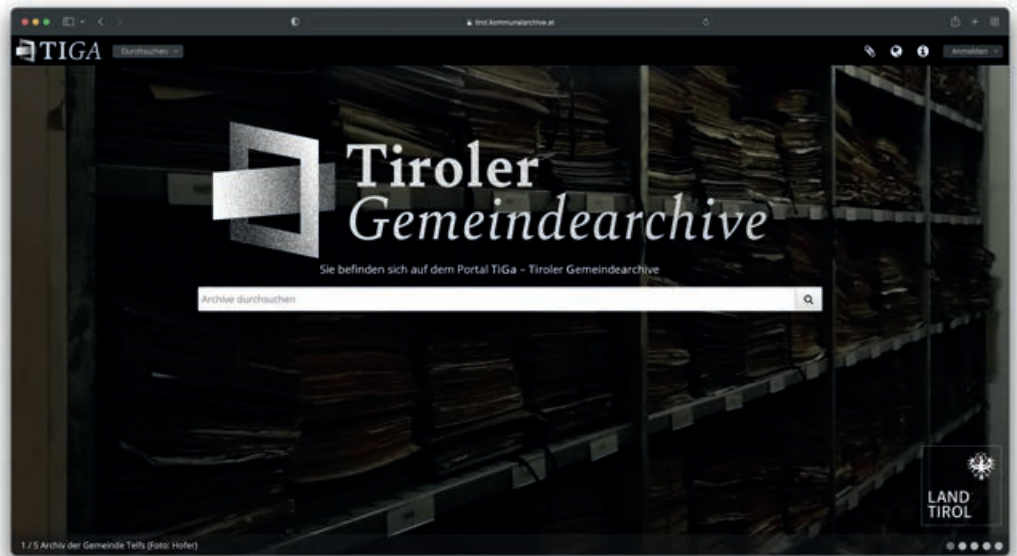 tirol.kommunalarchive.at
TIGA
Durchsuchen
Anmelden
Tiroler
Gemeindearchive
Sie befinden sich auf dem Portal TiGa – Tiroler Gemeindearchive
Archive durchsuchen
LAND
TIROL
1 / 5 Archiv der Gemeinde Telfs (Foto: Hofer)